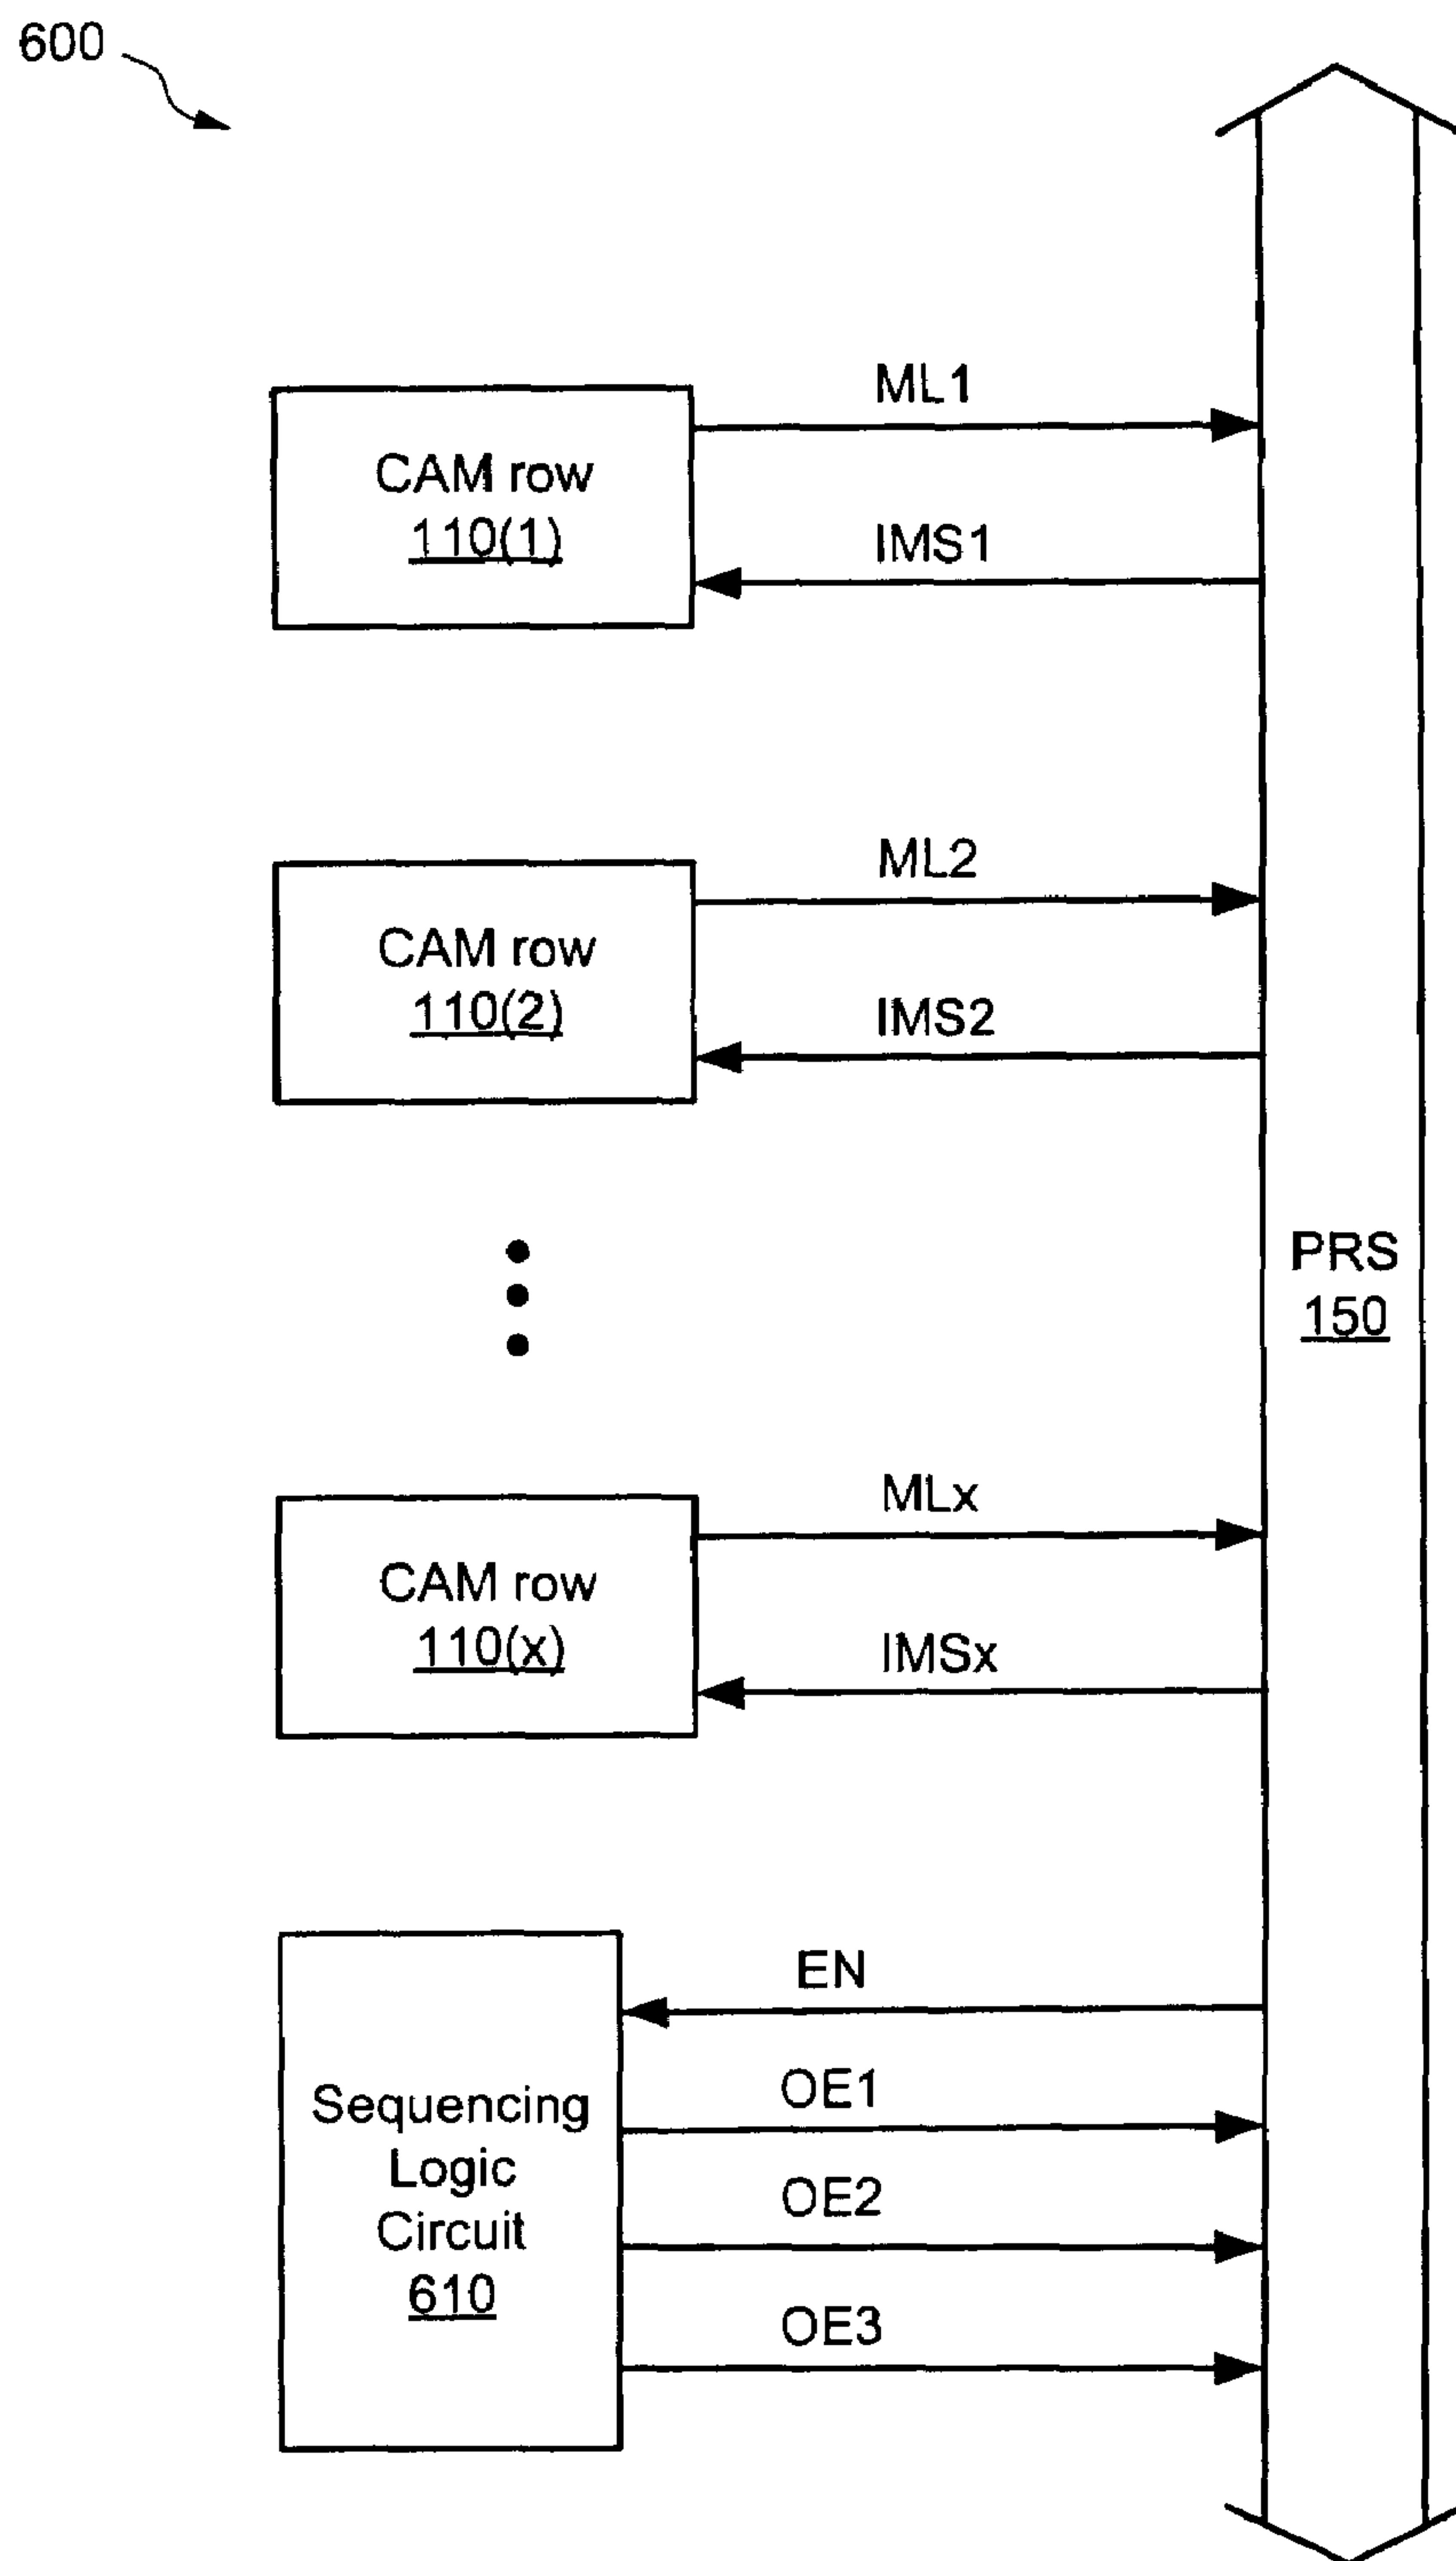 600
ML1
CAM row
110(1)
IMS1
ML2
CAM row
110(2)
IMS2
PRS
150
MLx
CAM row
110(x)
IMSx
EN
Sequencing
Logic
Circuit
610
OE1
OE2
OE3